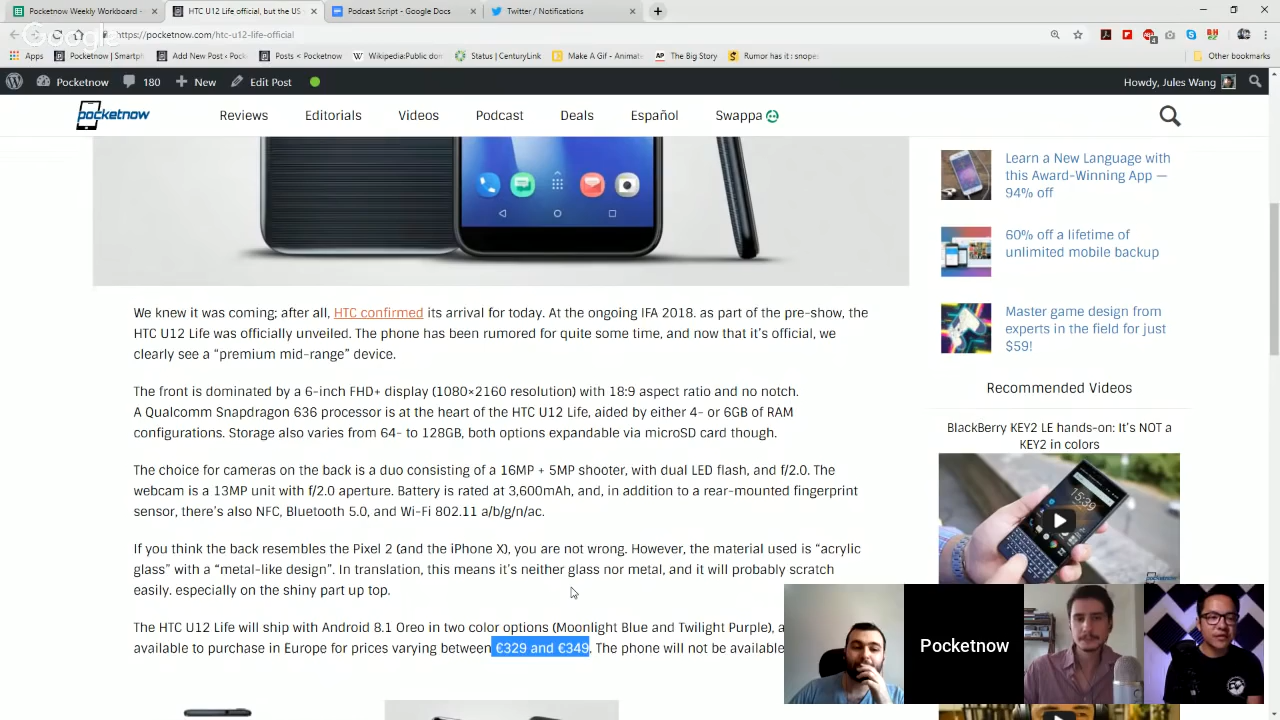 Pocketnow Weekly Workboard -
HTC U12 Life official, but the US
Podcast Script - Google Docs
Twitter / Notifications
Google
https://pocketnow.com/htc-u12-life-official
Apps
Pocketnow | Smartph
Add New Post ‹ Pocke
Pocketnow
WikipediaPublic dom
Status | CenturyLink
Make A Gif - Animate
AP The Big Story
Rumor has it | snopes
Other bookmarks
Pocketnow 180 New Edit Post
Howdy, Jules Wang
pocketnow
Reviews Editorials Videos Podcast Deals Español Swappa
Learn a New Language with
this Award-Winning App —
94% off
60% off a lifetime of
unlimited mobile backup
Master game design from
experts in the field for just
$59!
We knew it was coming; after all, HTC confirmed its arrival for today. At the ongoing IFA 2018. as part of the pre-show, the
HTC U12 Life was officially unveiled. The phone has been rumored for quite some time, and now that it's official, we
clearly see a “premium mid-range” device.
The front is dominated by a 6-inch FHD+ display (1080×2160 resolution) with 18:9 aspect ratio and no notch.
A Qualcomm Snapdragon 636 processor is at the heart of the HTC U12 Life, aided by either 4- or 6GB of RAM
configurations. Storage also varies from 64- to 128GB, both options expandable via microSD card though.
The choice for cameras on the back is a duo consisting of a 16MP + 5MP shooter, with dual LED flash, and f/2.0. The
webcam is a 13MP unit with f/2.0 aperture. Battery is rated at 3,600mAh, and, in addition to a rear-mounted fingerprint
sensor, there's also NFC, Bluetooth 5.0, and Wi-Fi 802.11 a/b/g/n/ac.
If you think the back resembles the Pixel 2 (and the iPhone X), you are not wrong. However, the material used is “acrylic
glass” with a “metal-like design”. In translation, this means it's neither glass nor metal, and it will probably scratch
easily. especially on the shiny part up top.
The HTC U12 Life will ship with Android 8.1 Oreo in two color options (Moonlight Blue and Twilight Purple), a
available to purchase in Europe for prices varying between €329 and €349. The phone will not be available
Recommended Videos
BlackBerry KEY2 LE hands-on: It's NOT a
KEY2 in colors
15:39
pocketnow
Pocketnow